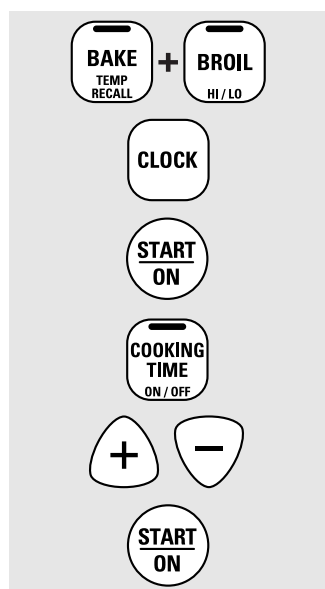 BAKE
TEMP
RECALL
+
BROIL
HI / LO
CLOCK
START
ON
COOKING
TIME
ON / OFF
+ −
START
ON